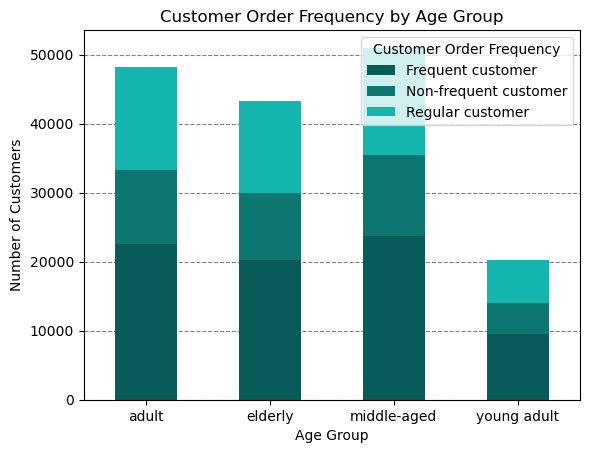 Customer Order Frequency by Age Group
Customer Order Frequency
Frequent customer
Non-frequent customer
Regular customer
Number of Customers
50000
40000
30000
20000
10000
0
adult elderly middle-aged young adult
Age Group